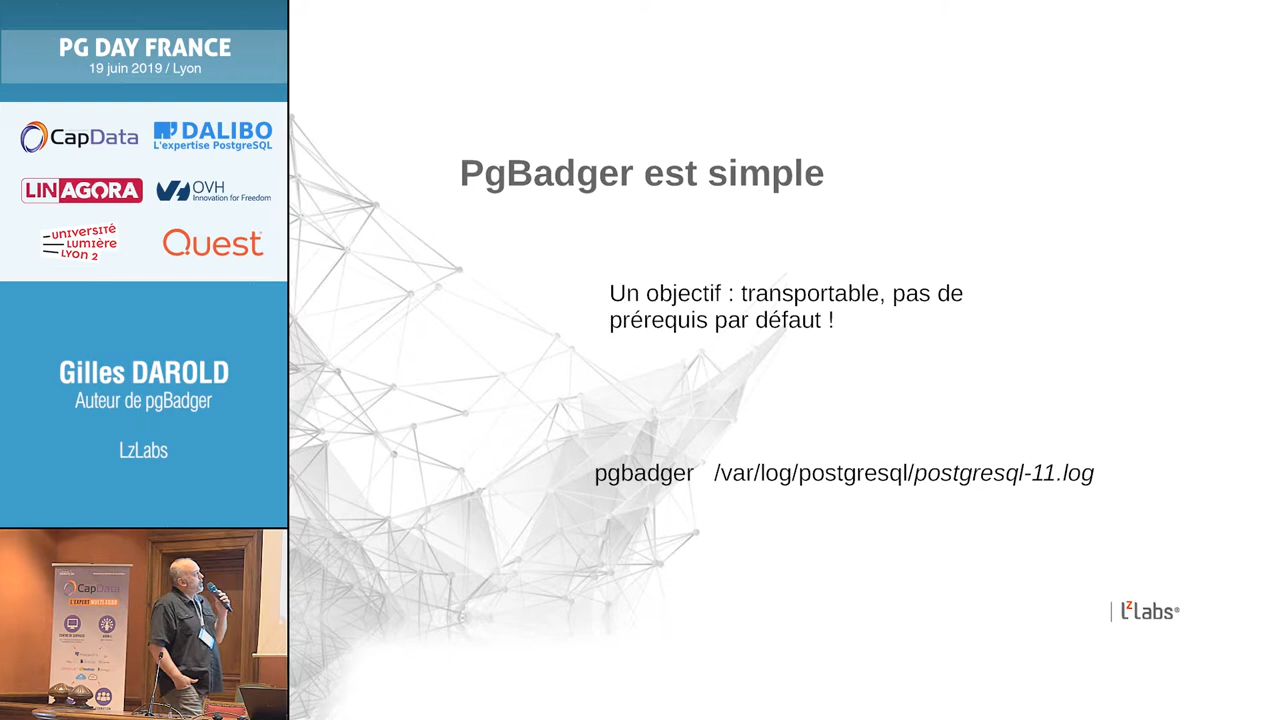 PG DAY FRANCE
19 juin 2019 / Lyon
CapData
DALIBO
L'expertise PostgreSQL
LINAGORA
OVH
Innovation for Freedom
UNIVERSITÉ
LUMIÈRE
LYON 2
Quest
Gilles DAROLD
Auteur de pgBadger
LzLabs
PgBadger est simple
Un objectif : transportable, pas de
prérequis par défaut !
pgbadger /var/log/postgresql/postgresql-11.log
LzLabs®
CapData